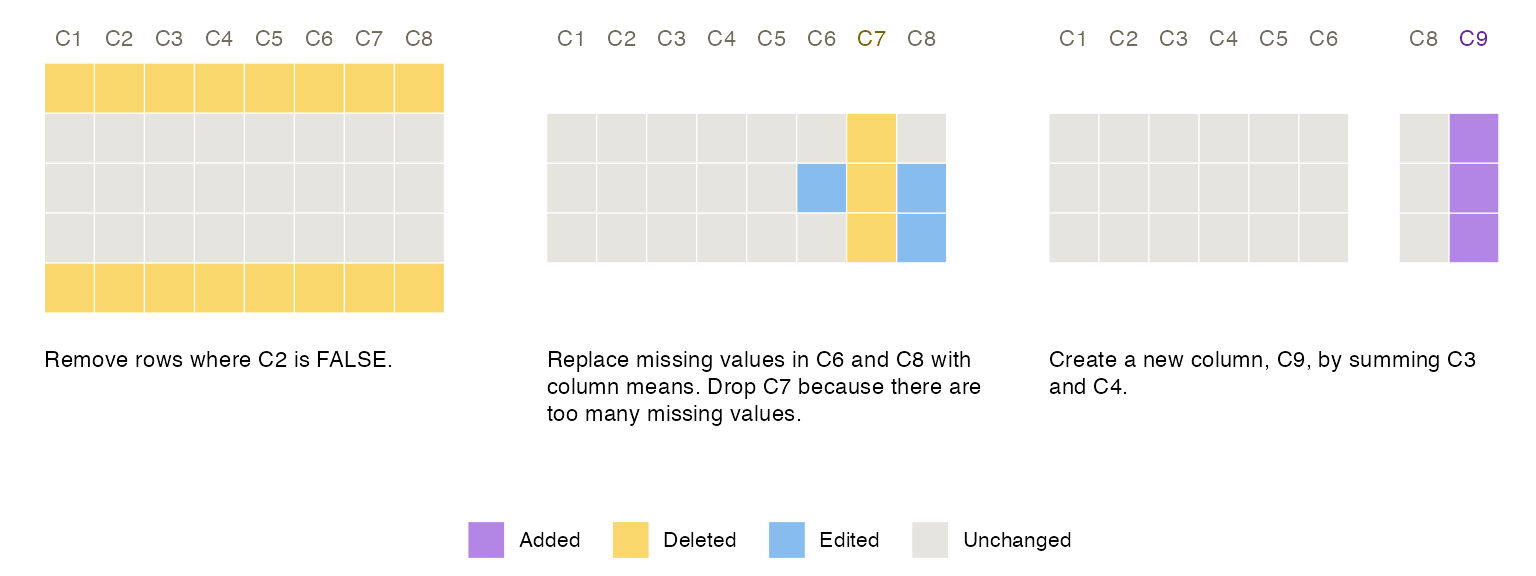 C1 C2 C3 C4 C5 C6 C7 C8
C1 C2 C3 C4 C5 C6 C7 C8
C1 C2 C3 C4 C5 C6 C8 C9
Remove rows where C2 is FALSE.
Replace missing values in C6 and C8 with
column means. Drop C7 because there are
too many missing values.
Create a new column, C9, by summing C3
and C4.
Added
Deleted
Edited
Unchanged